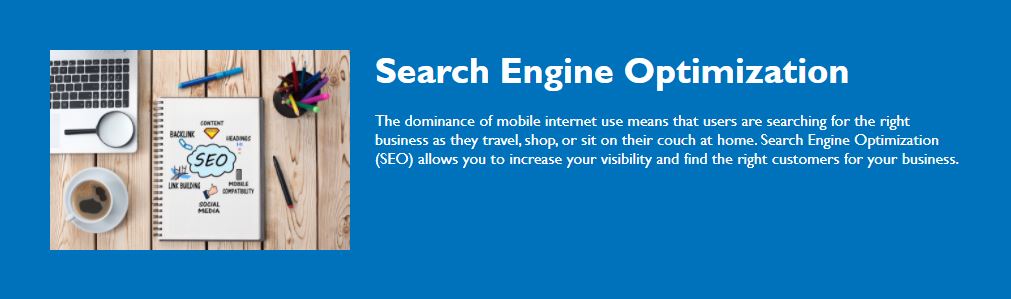 Search Engine Optimization
The dominance of mobile internet use means that users are searching for the right
business as they travel, shop, or sit on their couch at home. Search Engine Optimization
(SEO) allows you to increase your visibility and find the right customers for your business.
CONTENT
BACKLINK
HEADINGS
SEO
LINK BUILDING
MOBILE
COMPATIBILITY
SOCIAL
MEDIA